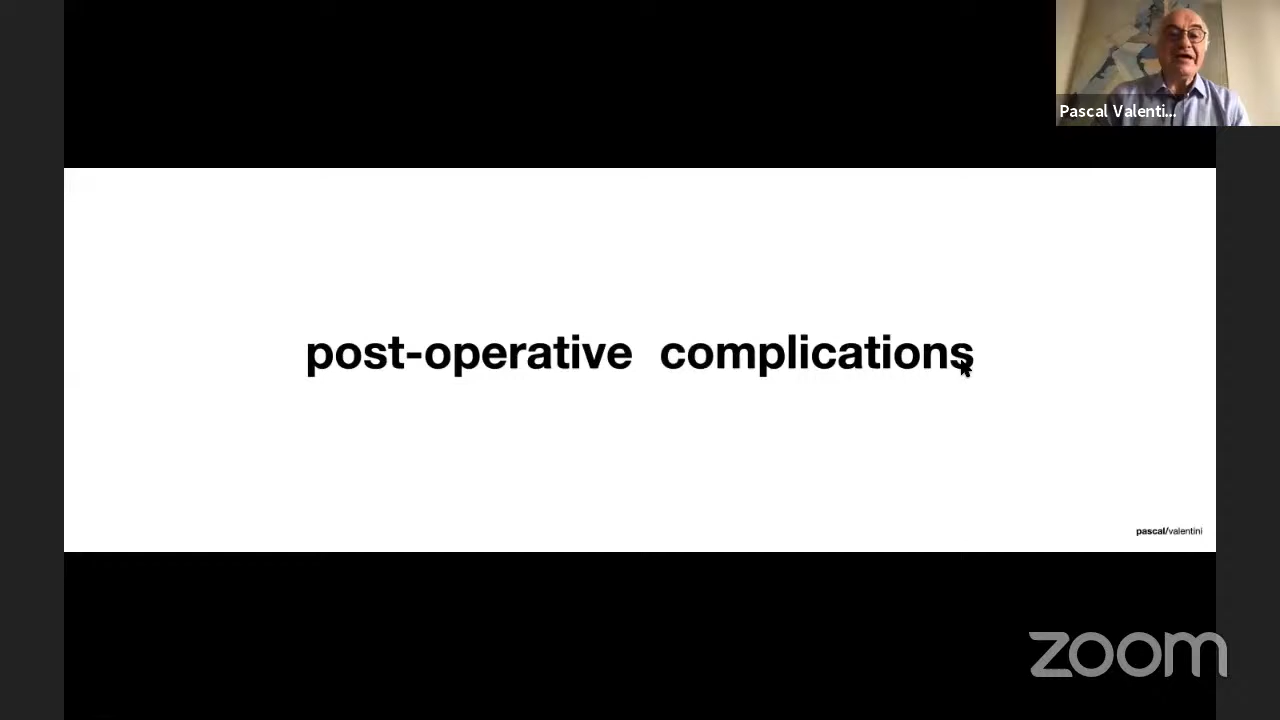 Pascal Valenti...
post-operative complications
pascal/valentini
zoom